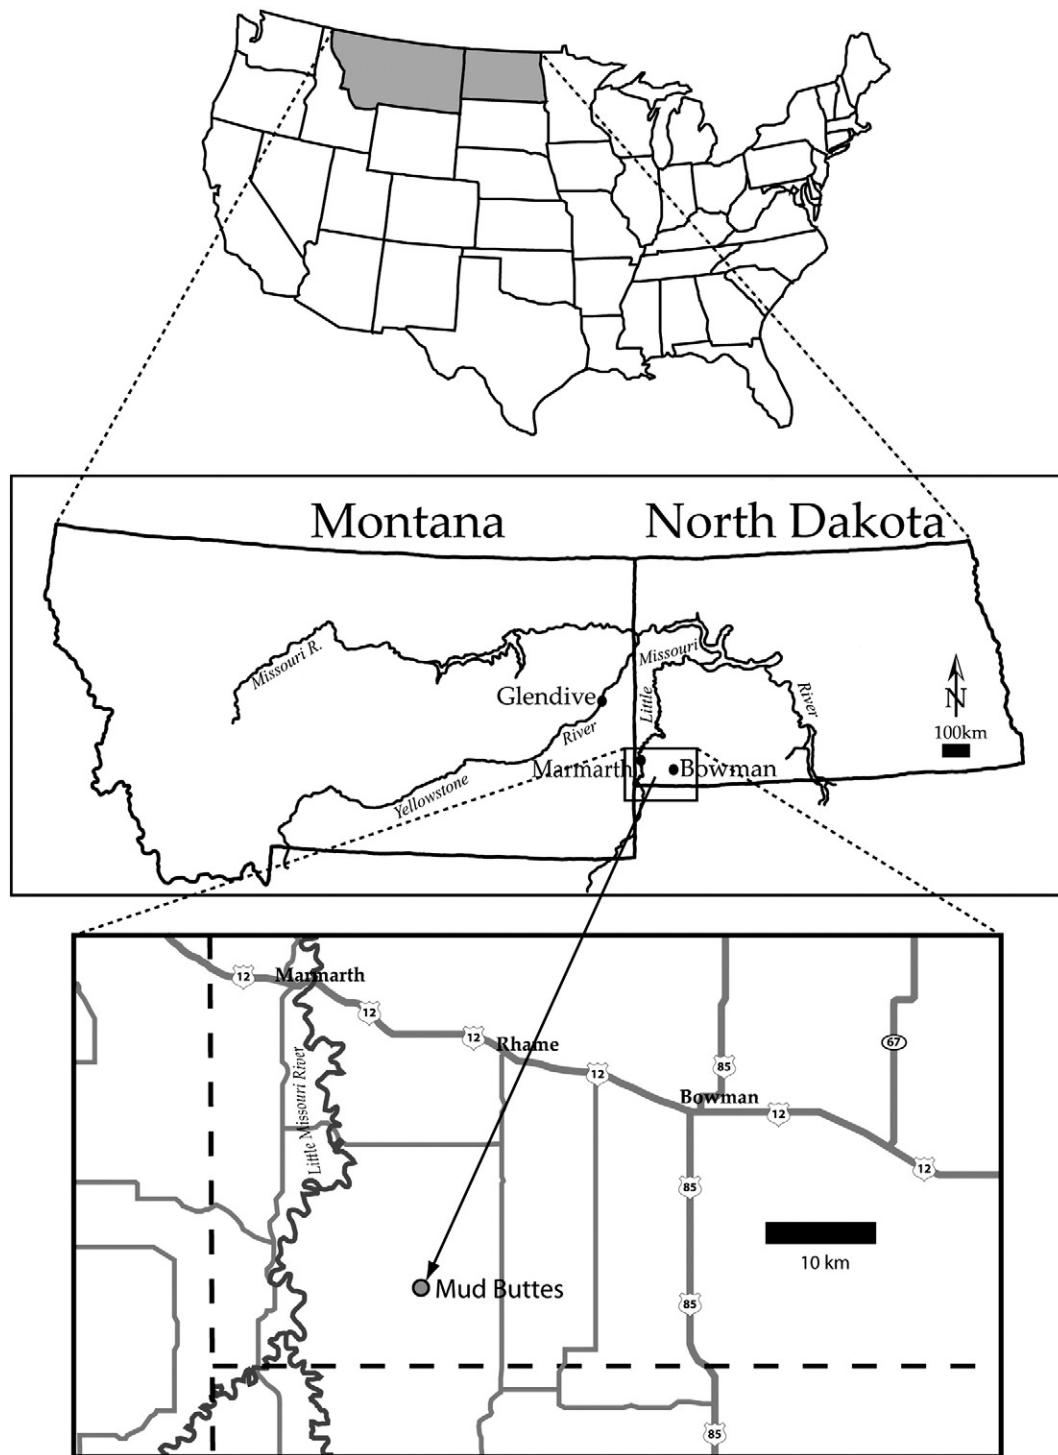 Montana
North Dakota
Missouri R.
Missouri
Glendive
Little
River
N
River
100km
Marmarth
Bowman
Yellowstone
12
Marmarth
12
12
Rhame
67
12
85
Bowman
12
Little Missouri River
12
85
10 km
Mud Buttes
85
85